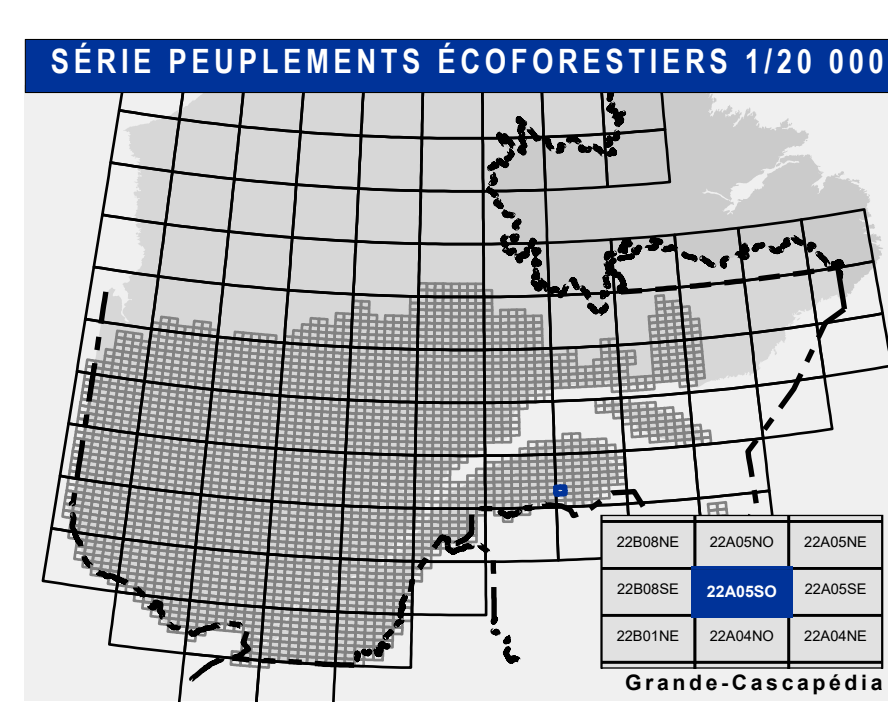 SÉRIE PEUPLEMENTS ÉCOFORESTIERS 1/20 000
22B08NE 22A05NO 22A05NE
22B08SE 22A05SO 22A05SE
22B01NE 22A04NO 22A04NE
Grande-Cascapédia